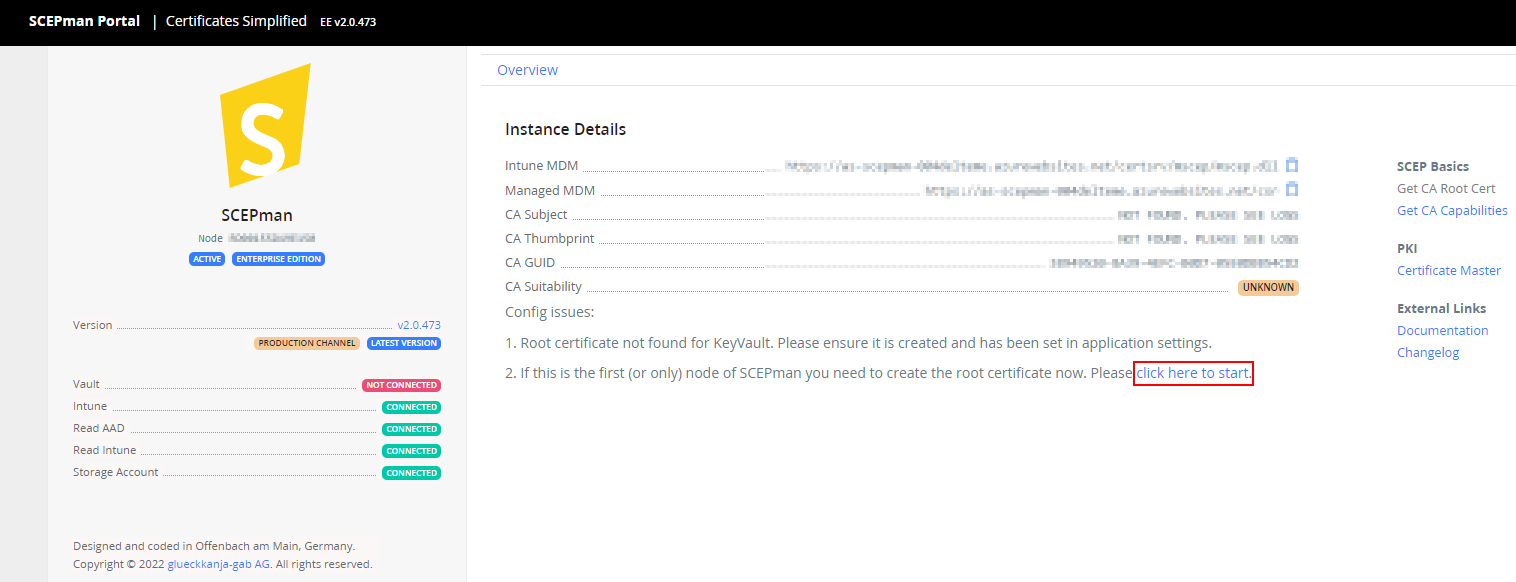 SCEPman Portal | Certificates Simplified EE v2.0.473
S
SCEPman
Node
ACTIVE ENTERPRISE EDITION
Version v2.0.473
PRODUCTION CHANNEL LATEST VERSION
Vault NOT CONNECTED
Intune CONNECTED
Read AAD CONNECTED
Read Intune CONNECTED
Storage Account CONNECTED
Designed and coded in Offenbach am Main, Germany.
Copyright © 2022 glueckkanja-gab AG. All rights reserved.
Overview
Instance Details
Intune MDM
Managed MDM
CA Subject
CA Thumbprint
CA GUID
CA Suitability UNKNOWN
Config issues:
1. Root certificate not found for KeyVault. Please ensure it is created and has been set in application settings.
2. If this is the first (or only) node of SCEPman you need to create the root certificate now. Please click here to start.
SCEP Basics
Get CA Root Cert
Get CA Capabilities
PKI
Certificate Master
External Links
Documentation
Changelog